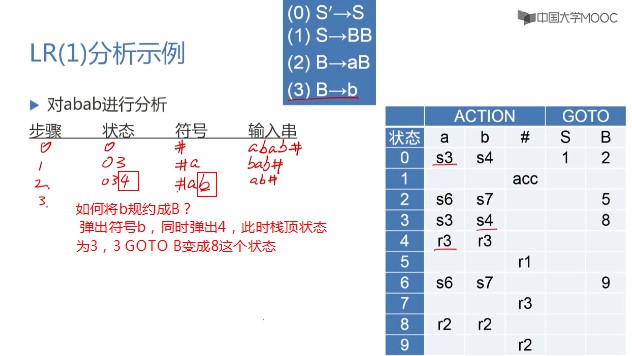 (0) S′→S
(1) S→BB
(2) B→aB
(3) B→b
中国大学MOOC
LR(1)分析示例
对abab进行分析
步骤 状态 符号 输入串
0 0 # abab#
1 03 #a bab#
2. 034 #ab ab#
3.
如何将b规约成B？
弹出符号b，同时弹出4，此时栈顶状态
为3，3 GOTO B变成8这个状态
ACTION GOTO
状态 a b # S B
0 s3 s4 1 2
1 acc
2 s6 s7 5
3 s3 s4 8
4 r3 r3
5 r1
6 s6 s7 9
7 r3
8 r2 r2
9 r2